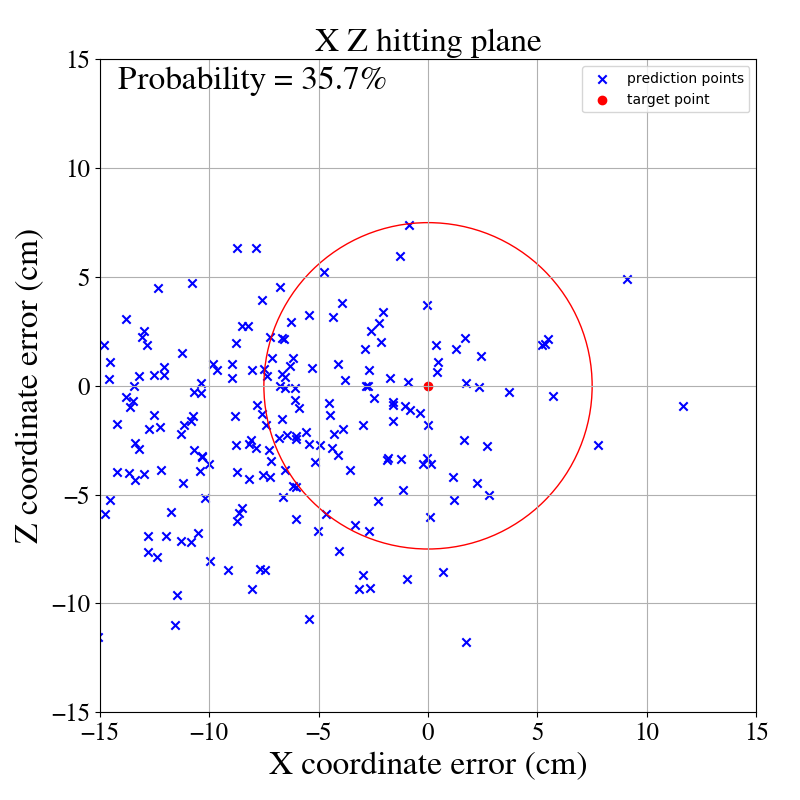 X Z hitting plane
Probability = 35.7%
prediction points
target point
Z coordinate error (cm)
15
10
5
0
−5
−10
−15
−15 −10 −5 0 5 10 15
X coordinate error (cm)